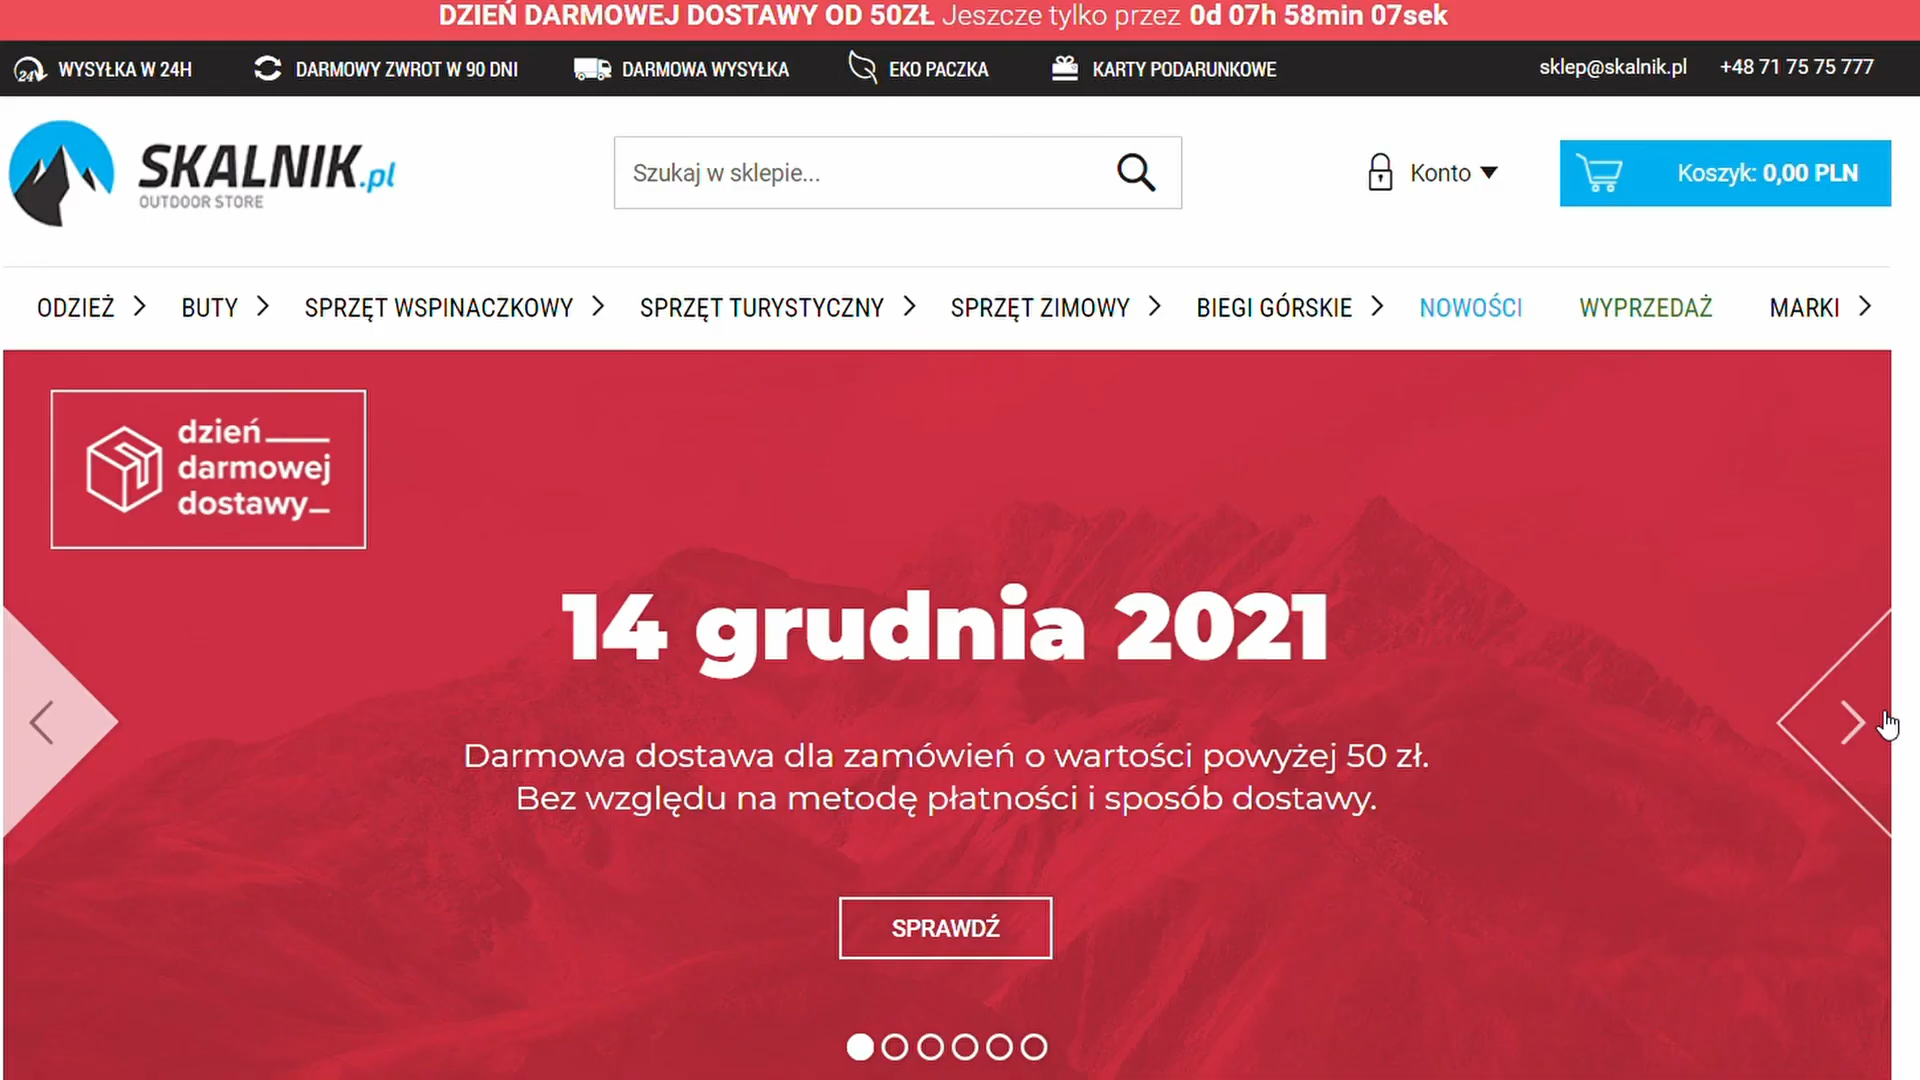 DZIEŃ DARMOWEJ DOSTAWY OD 50ZŁ Jeszcze tylko przez 0d 07h 58min 07sek
24 WYSYŁKA W 24H DARMOWY ZWROT W 90 DNI DARMOWA WYSYŁKA EKO PACZKA KARTY PODARUNKOWE sklep@skalnik.pl +48 71 75 75 777
SKALNIK.pl
OUTDOOR STORE
Szukaj w sklepie...
Konto
Koszyk: 0,00 PLN
ODZIEŻ BUTY SPRZĘT WSPINACZKOWY SPRZĘT TURYSTYCZNY SPRZĘT ZIMOWY BIEGI GÓRSKIE NOWOŚCI WYPRZEDAŻ MARKI
dzień
darmowej
dostawy
14 grudnia 2021
Darmowa dostawa dla zamówień o wartości powyżej 50 zł.
Bez względu na metodę płatności i sposób dostawy.
SPRAWDŹ